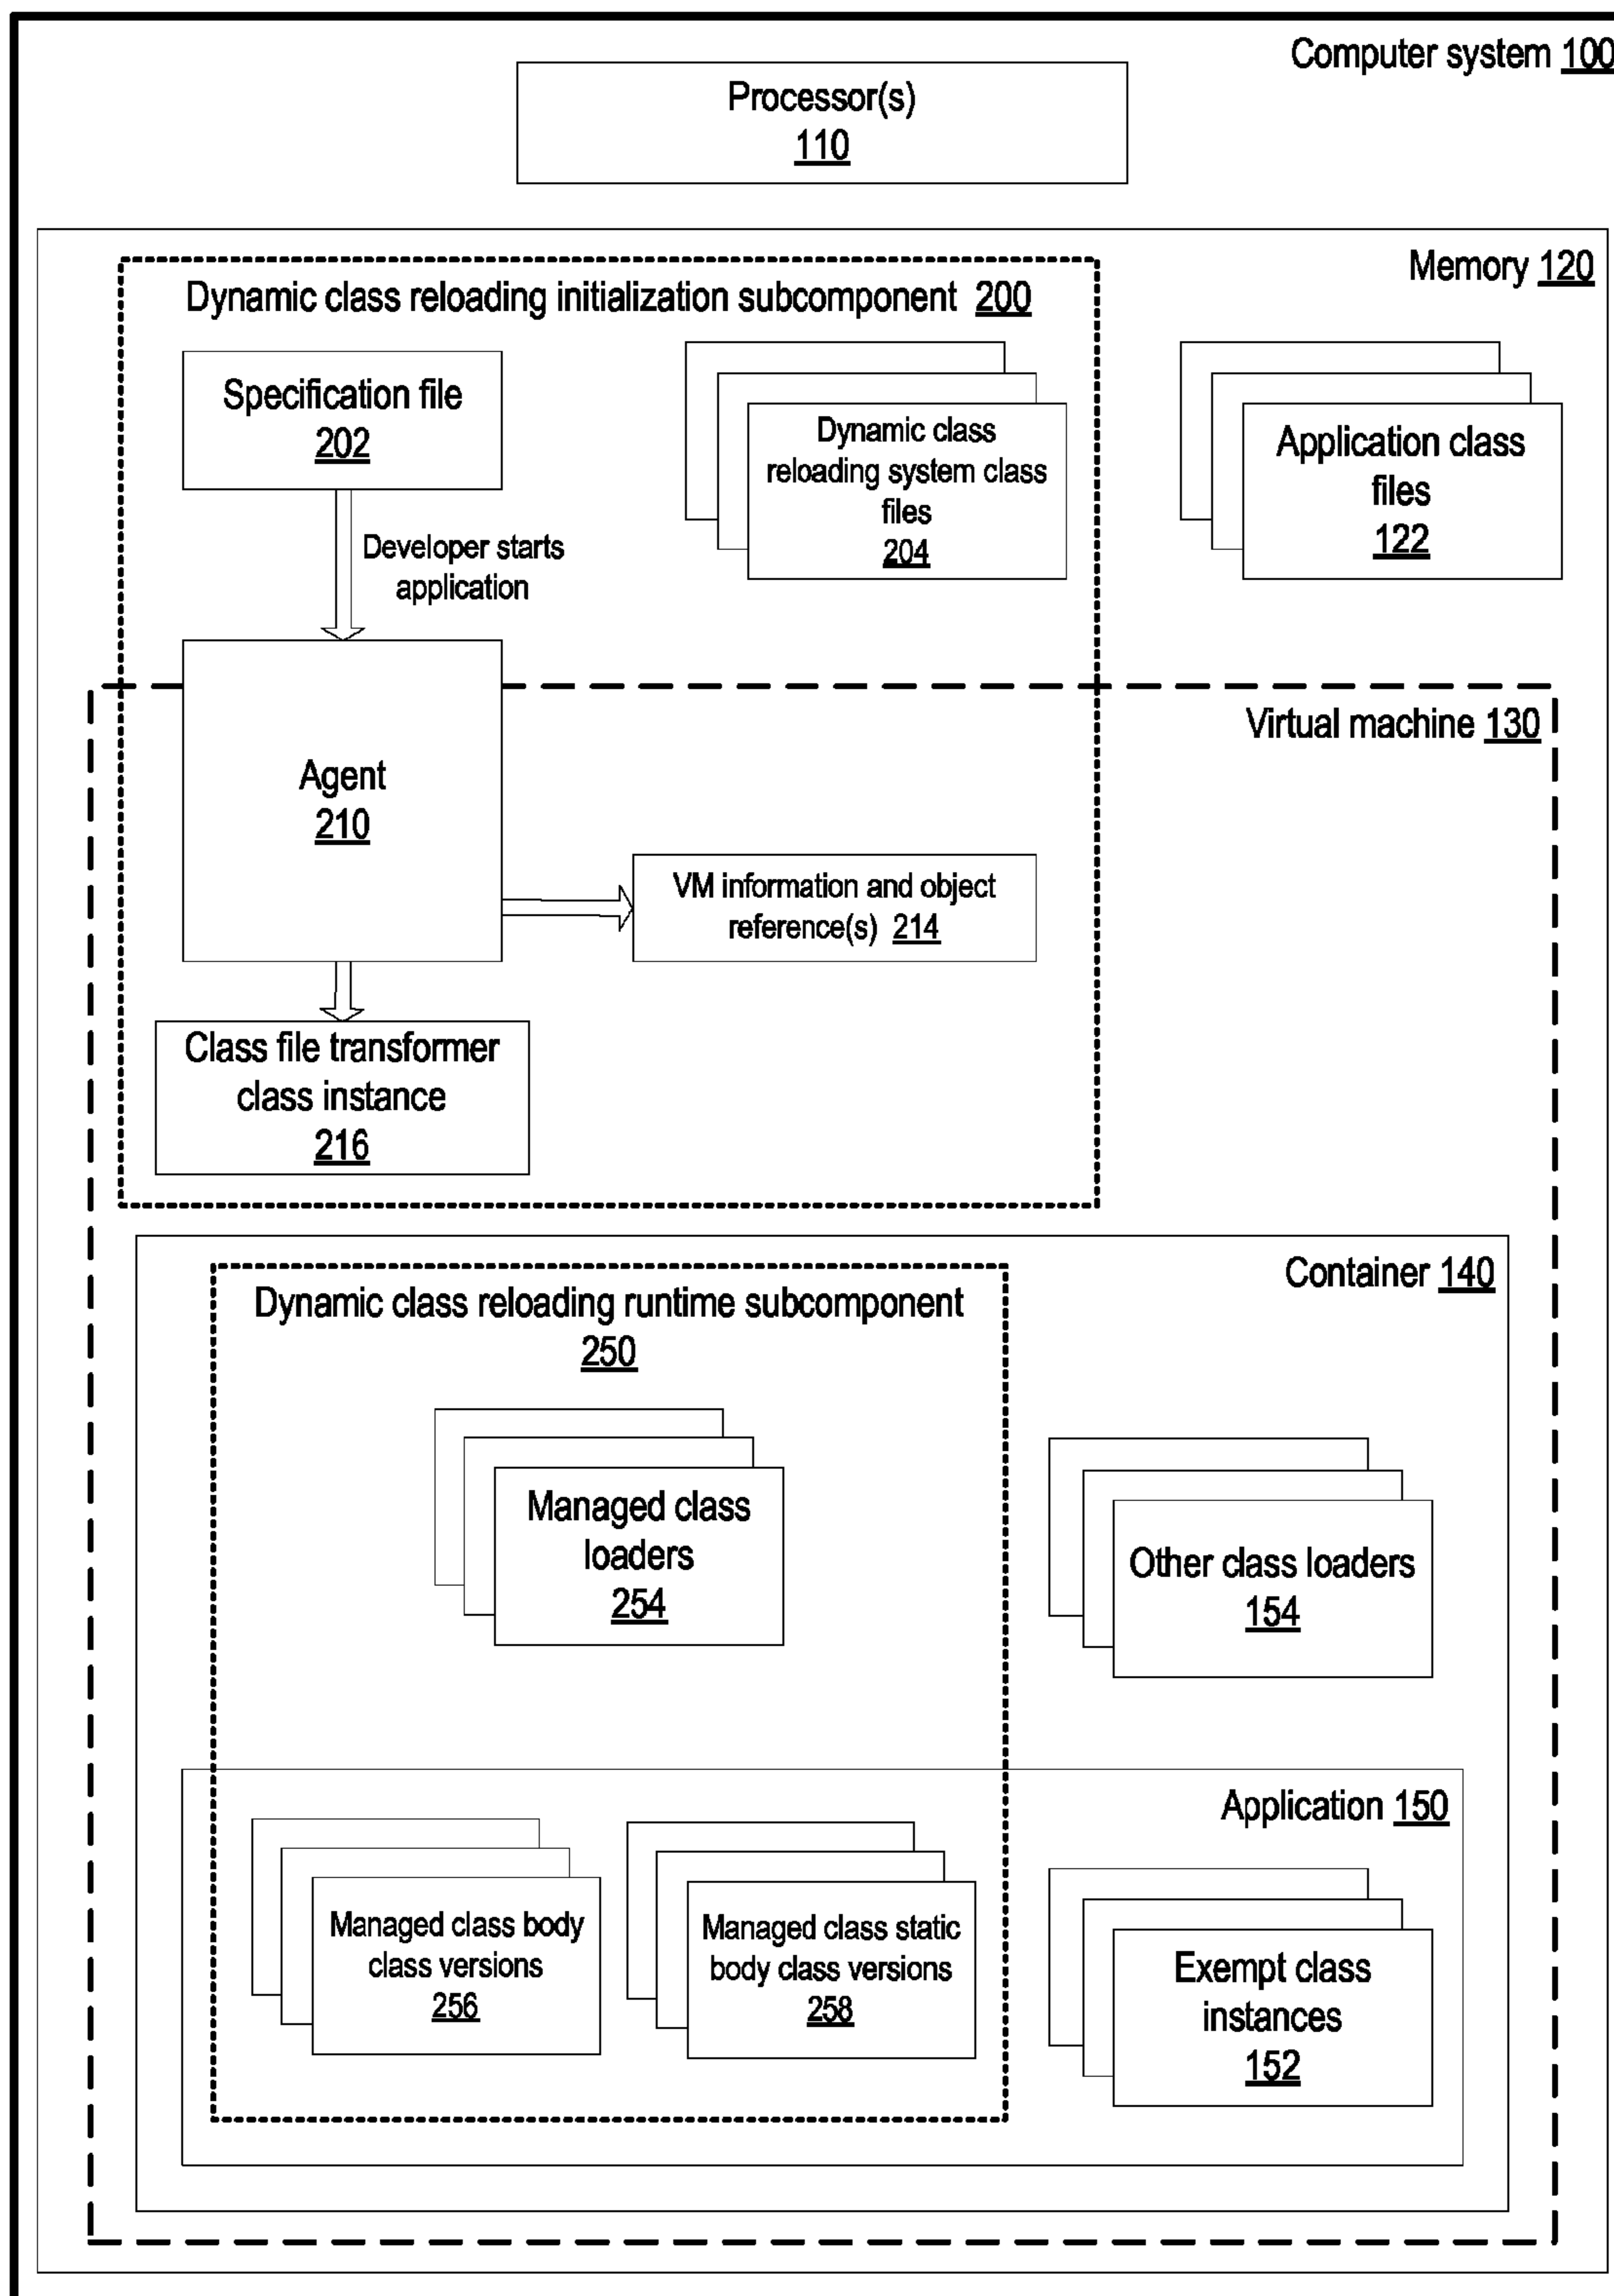 Computer system 100
Processor(s)
110
Memory 120
Dynamic class reloading initialization subcomponent 200
Specification file
202
Dynamic class
reloading system class
files
204
Application class
files
122
Developer starts
application
Virtual machine 130
Agent
210
VM information and object
reference(s) 214
Class file transformer
class instance
216
Container 140
Dynamic class reloading runtime subcomponent
250
Managed class
loaders
254
Other class loaders
154
Application 150
Managed class body
class versions
256
Managed class static
body class versions
258
Exempt class
instances
152